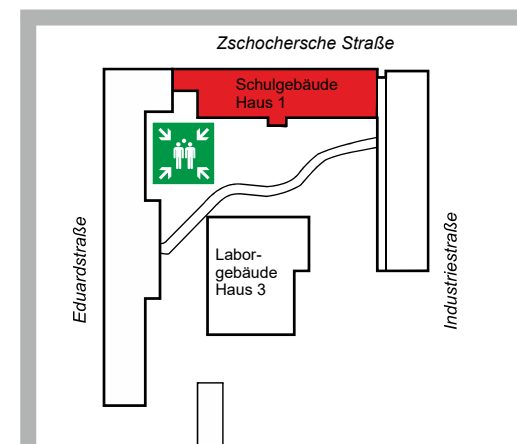 Zschochersche Straße
Schulgebäude
Haus 1
Eduardstraße
Labor-
gebäude
Haus 3
Industriestraße